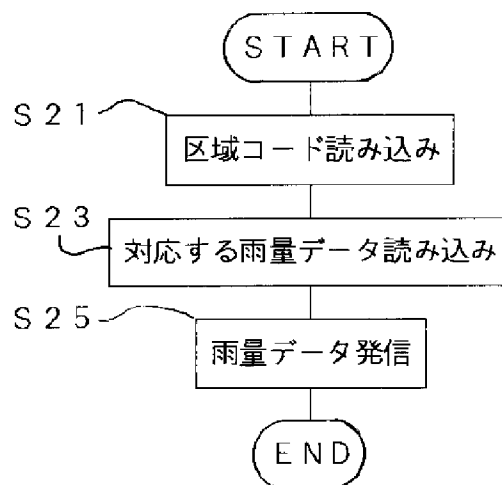 START
S21
区域コード読み込み
S23
対応する雨量データ読み込み
S25
雨量データ発信
END